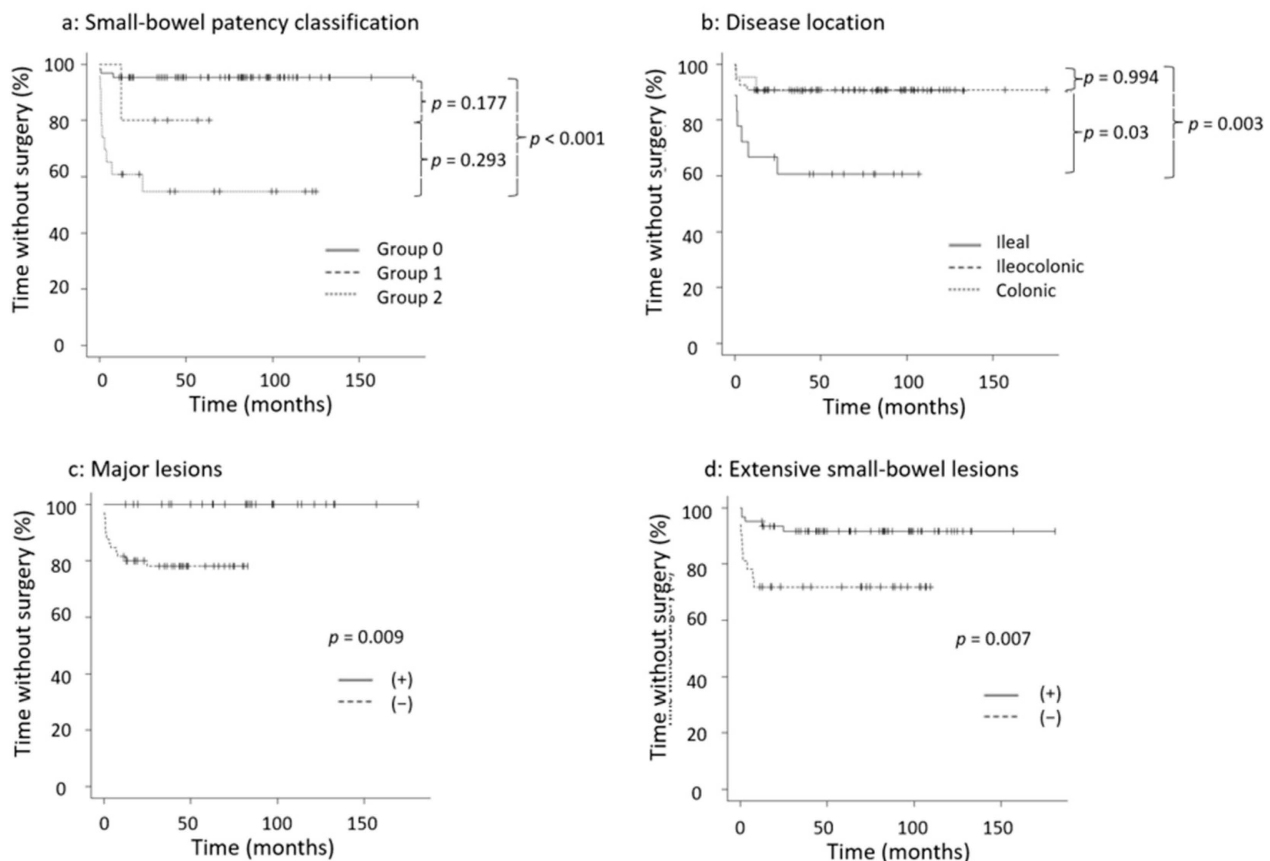 a: Small-bowel patency classification
Time without surgery (%)
100
80
60
40
20
0
0 50 100 150
Time (months)
p = 0.177
p = 0.293
p < 0.001
Group 0
Group 1
Group 2
b: Disease location
Time without surgery (%)
100
80
60
40
20
0
0 50 100 150
Time (months)
p = 0.994
p = 0.03
p = 0.003
Ileal
Ileocolonic
Colonic
c: Major lesions
Time without surgery (%)
100
80
60
40
20
0
0 50 100 150
Time (months)
p = 0.009
(+)
(−)
d: Extensive small-bowel lesions
Time without surgery (%)
100
80
60
40
20
0
0 50 100 150
Time (months)
p = 0.007
(+)
(−)